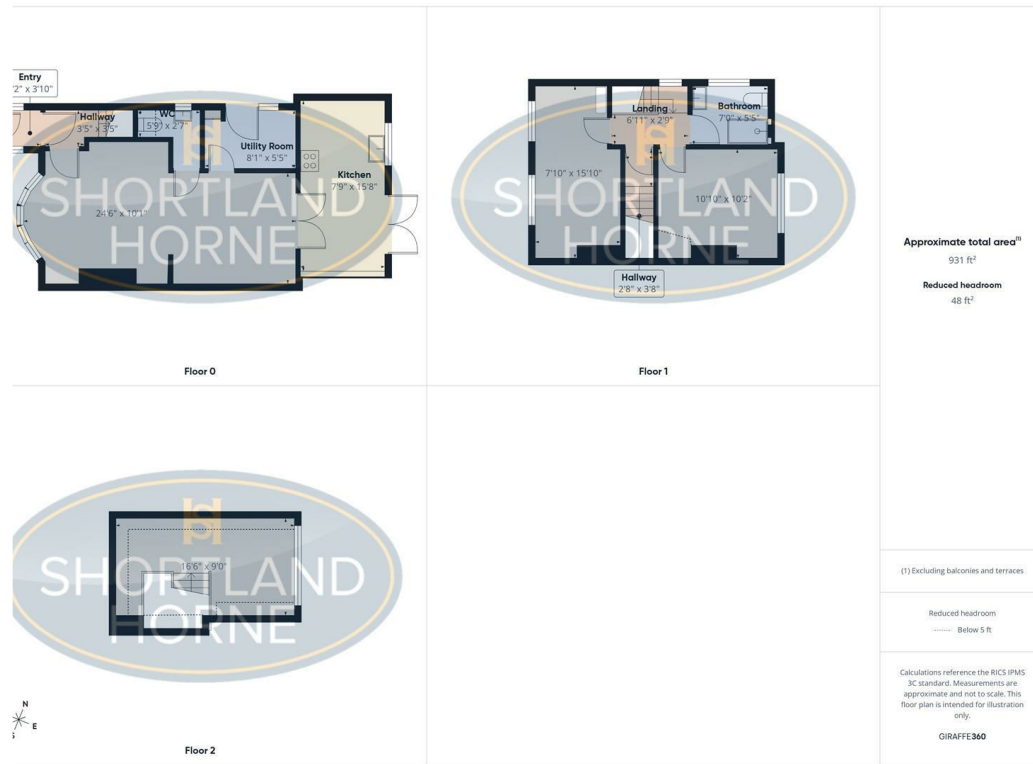 Entry
'2" x 3'10"
Hallway
3'5" x 3'5"
WC
5'9" x 2'7"
Utility Room
8'1" x 5'5"
Kitchen
7'9" x 15'8"
24'6" x 10'1"
SHORTLAND
HORNE
Floor 0
Landing
6'11" x 2'9"
Bathroom
7'0" x 5'5"
7'10" x 15'10"
10'10" x 10'2"
SHORTLAND
HORNE
Hallway
2'8" x 3'8"
Floor 1
Approximate total area(1)
931 ft²
Reduced headroom
48 ft²
16'6" x 9'0"
SHORTLAND
HORNE
N
E
S
Floor 2
(1) Excluding balconies and terraces
Reduced headroom
Below 5 ft
Calculations reference the RICS IPMS
3C standard. Measurements are
approximate and not to scale. This
floor plan is intended for illustration
only.
GIRAFFE360